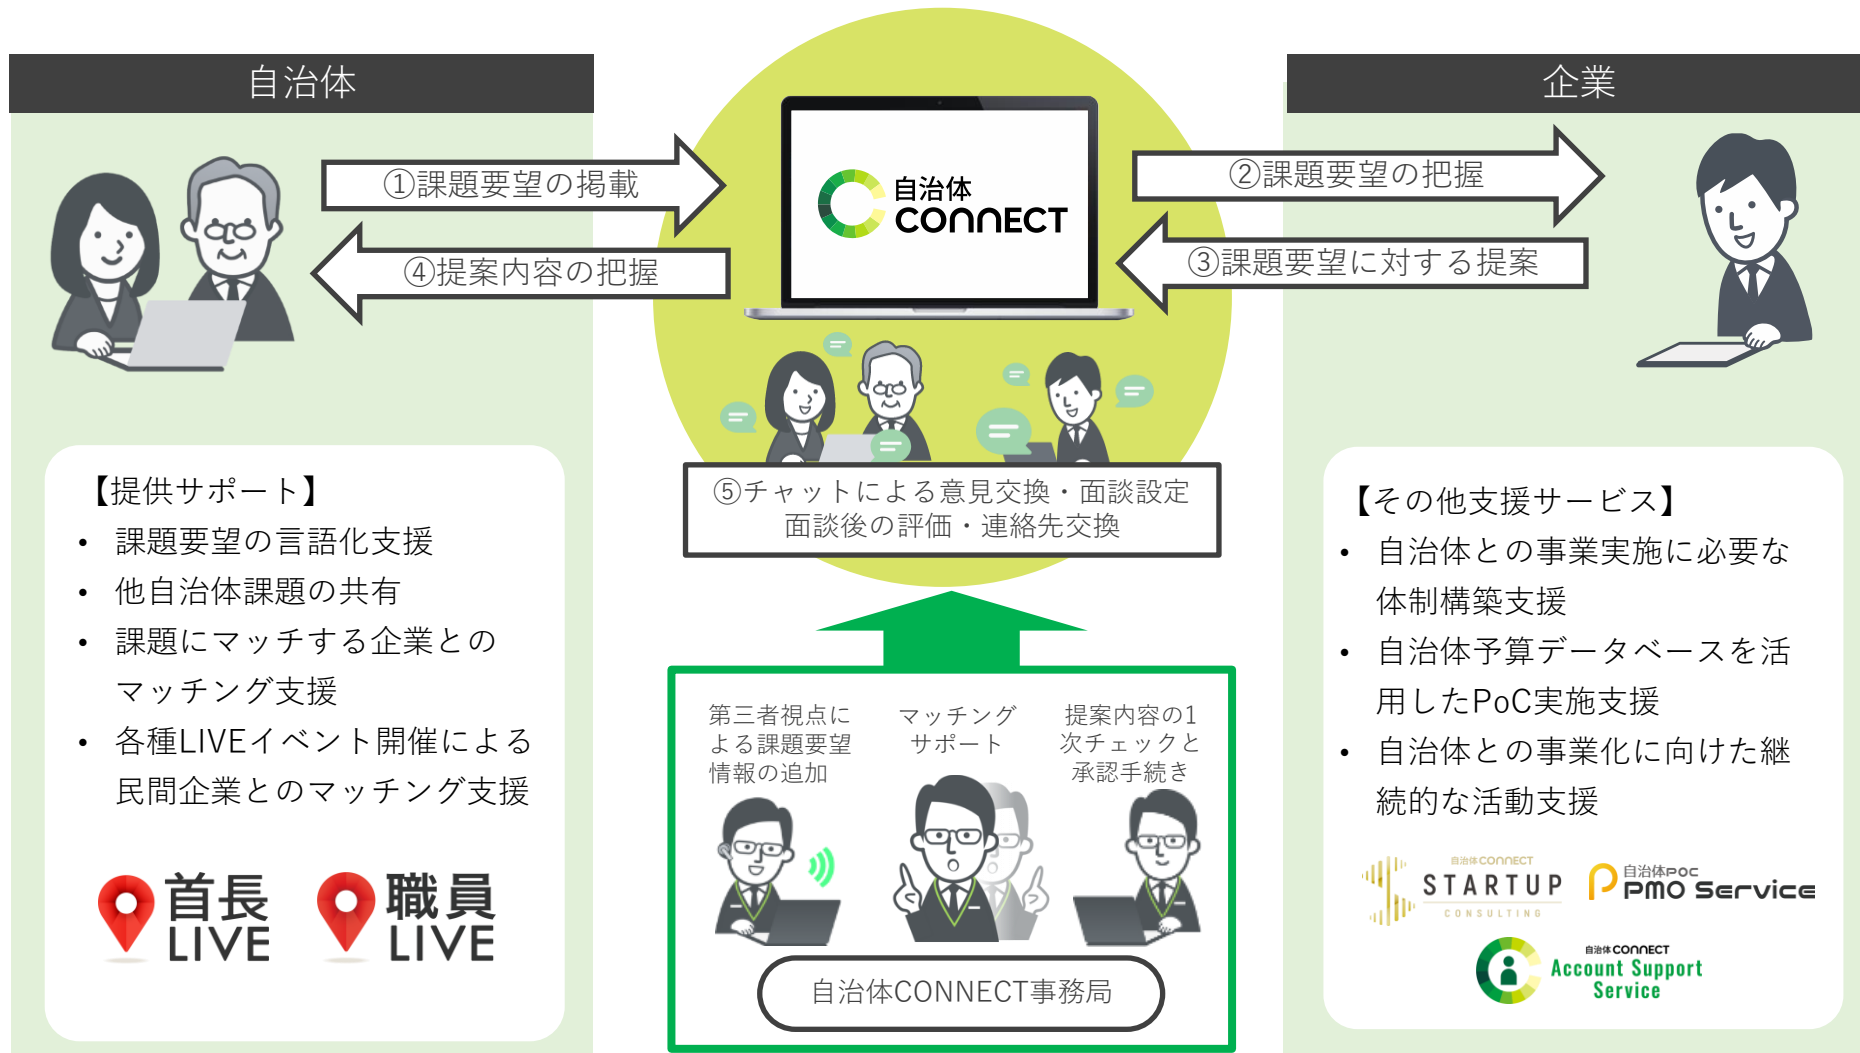 自治体
①課題要望の掲載
④提案内容の把握
【提供サポート】
• 課題要望の言語化支援
• 他自治体課題の共有
• 課題にマッチする企業との
マッチング支援
• 各種LIVEイベント開催による
民間企業とのマッチング支援
首長
LIVE
職員
LIVE
自治体
CONNECT
⑤チャットによる意見交換・面談設定
面談後の評価・連絡先交換
第三者視点に
よる課題要望
情報の追加
マッチング
サポート
提案内容の1
次チェックと
承認手続き
自治体CONNECT事務局
企業
②課題要望の把握
③課題要望に対する提案
【その他支援サービス】
• 自治体との事業実施に必要な
体制構築支援
• 自治体予算データベースを活
用したPoC実施支援
• 自治体との事業化に向けた継
続的な活動支援
自治体CONNECT
STARTUP
CONSULTING
自治体POC
PMO Service
自治体CONNECT
Account Support
Service